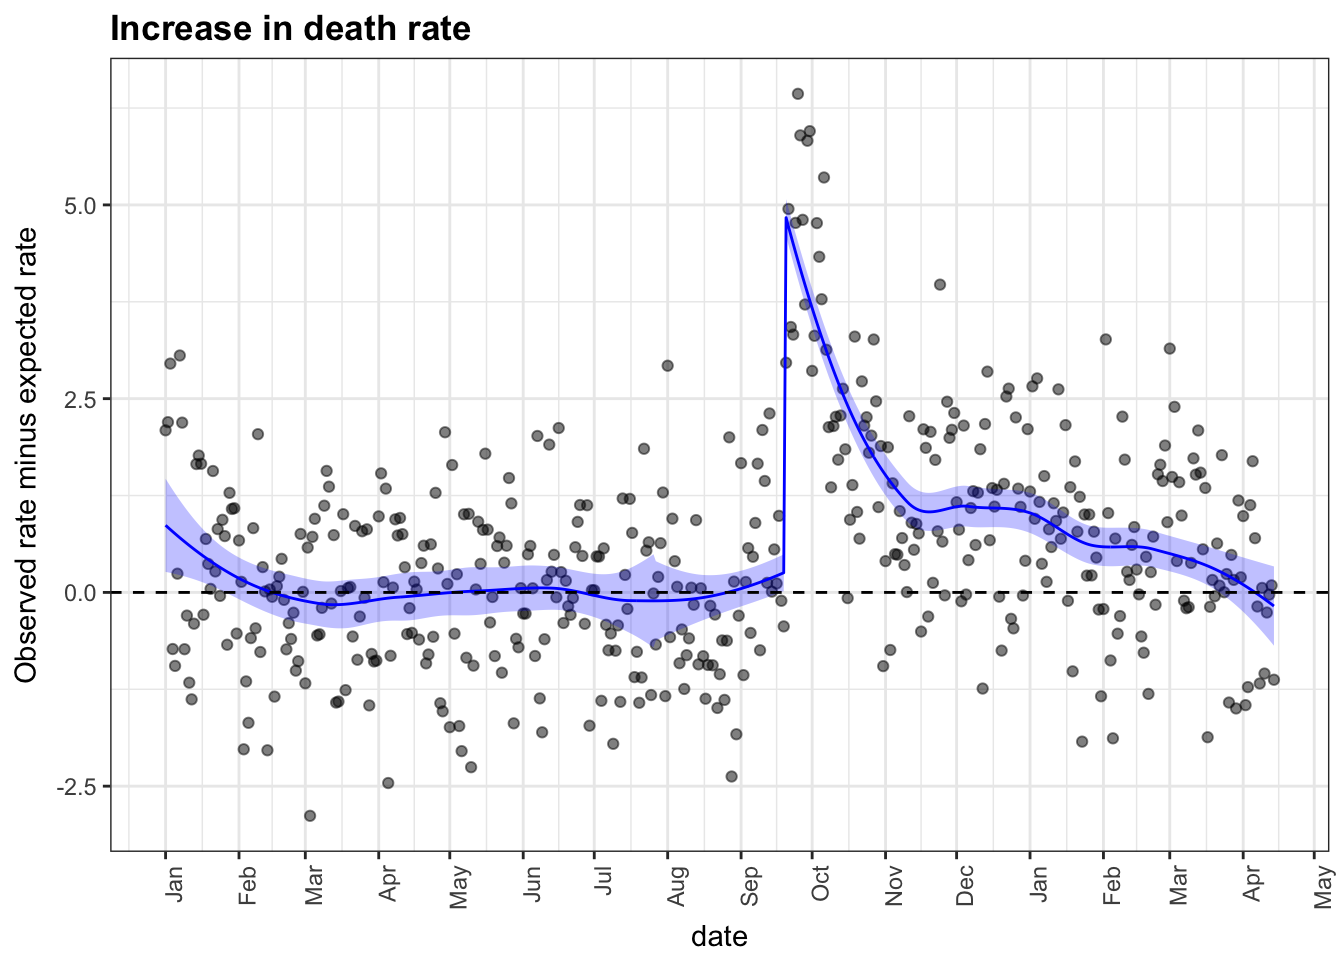 Increase in death rate
Observed rate minus expected rate
5.0
2.5
0.0
-2.5
Jan
Feb
Mar
Apr
May
Jun
Jul
Aug
Sep
Oct
Nov
Dec
Jan
Feb
Mar
Apr
May
date